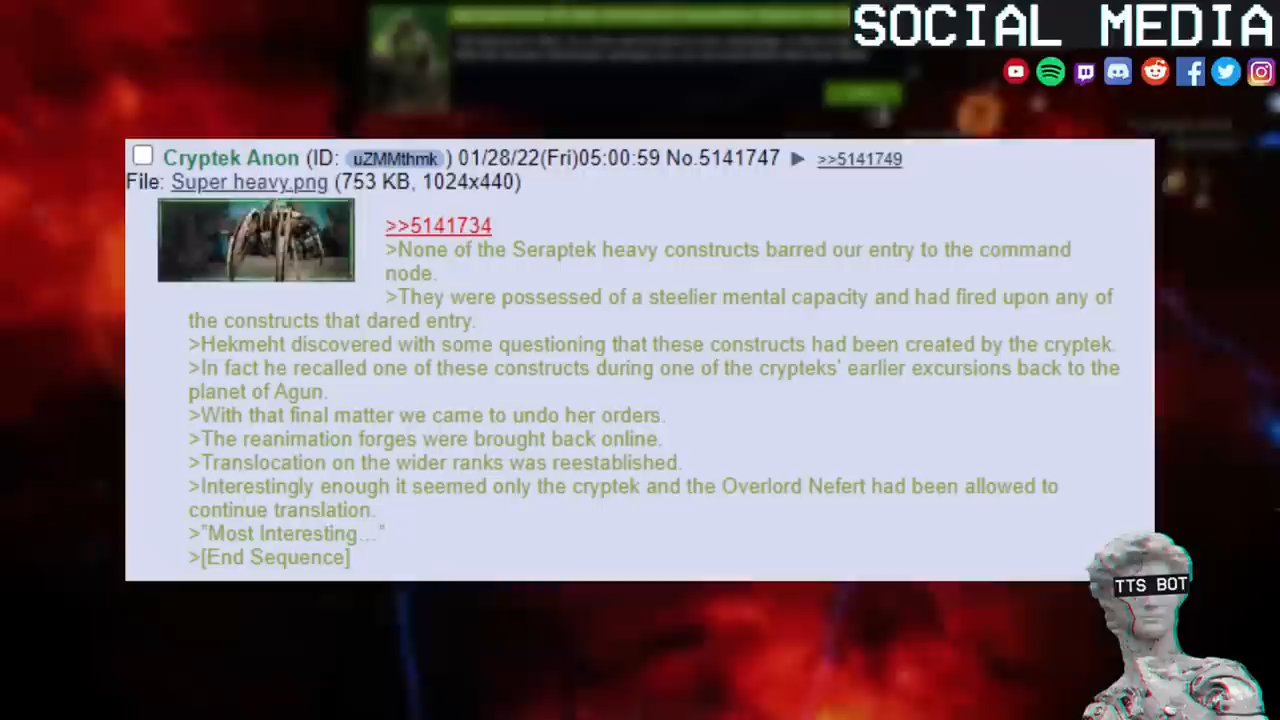 SOCIAL MEDIA
Cryptek Anon (ID: uZMMthmk) 01/28/22(Fri)05:00:59 No.5141747 ▶ >>5141749
File: Super heavy.png (753 KB, 1024x440)
>>5141734
>None of the Seraptek heavy constructs barred our entry to the command
node.
>They were possessed of a steelier mental capacity and had fired upon any of
the constructs that dared entry.
>Hekmeht discovered with some questioning that these constructs had been created by the cryptek.
>In fact he recalled one of these constructs during one of the crypteks' earlier excursions back to the
planet of Agun.
>With that final matter we came to undo her orders.
>The reanimation forges were brought back online.
>Translocation on the wider ranks was reestablished.
>Interestingly enough it seemed only the cryptek and the Overlord Nefert had been allowed to
continue translation.
>"Most Interesting…"
>[End Sequence]
TTS BOT